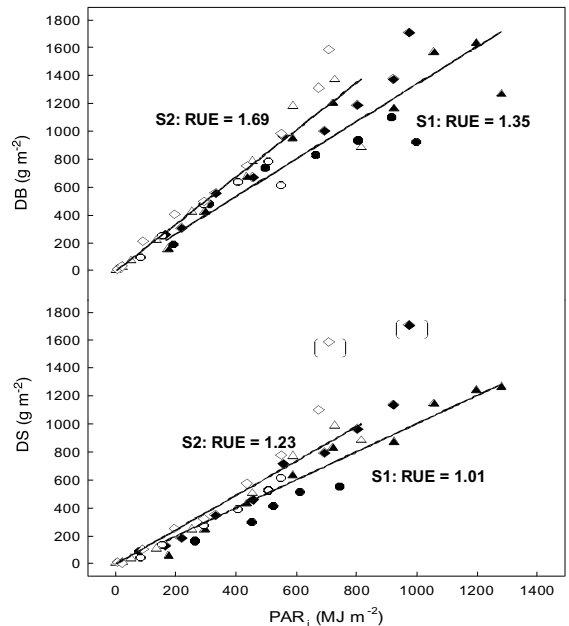 1800
1600
1400
1200
1000
800
600
400
200
0
DB (g m⁻²)
S2: RUE = 1.69
S1: RUE = 1.35
1800
1600
1400
1200
1000
800
600
400
200
0
DS (g m⁻²)
S2: RUE = 1.23
S1: RUE = 1.01
0 200 400 600 800 1000 1200 1400
PARᵢ (MJ m⁻²)